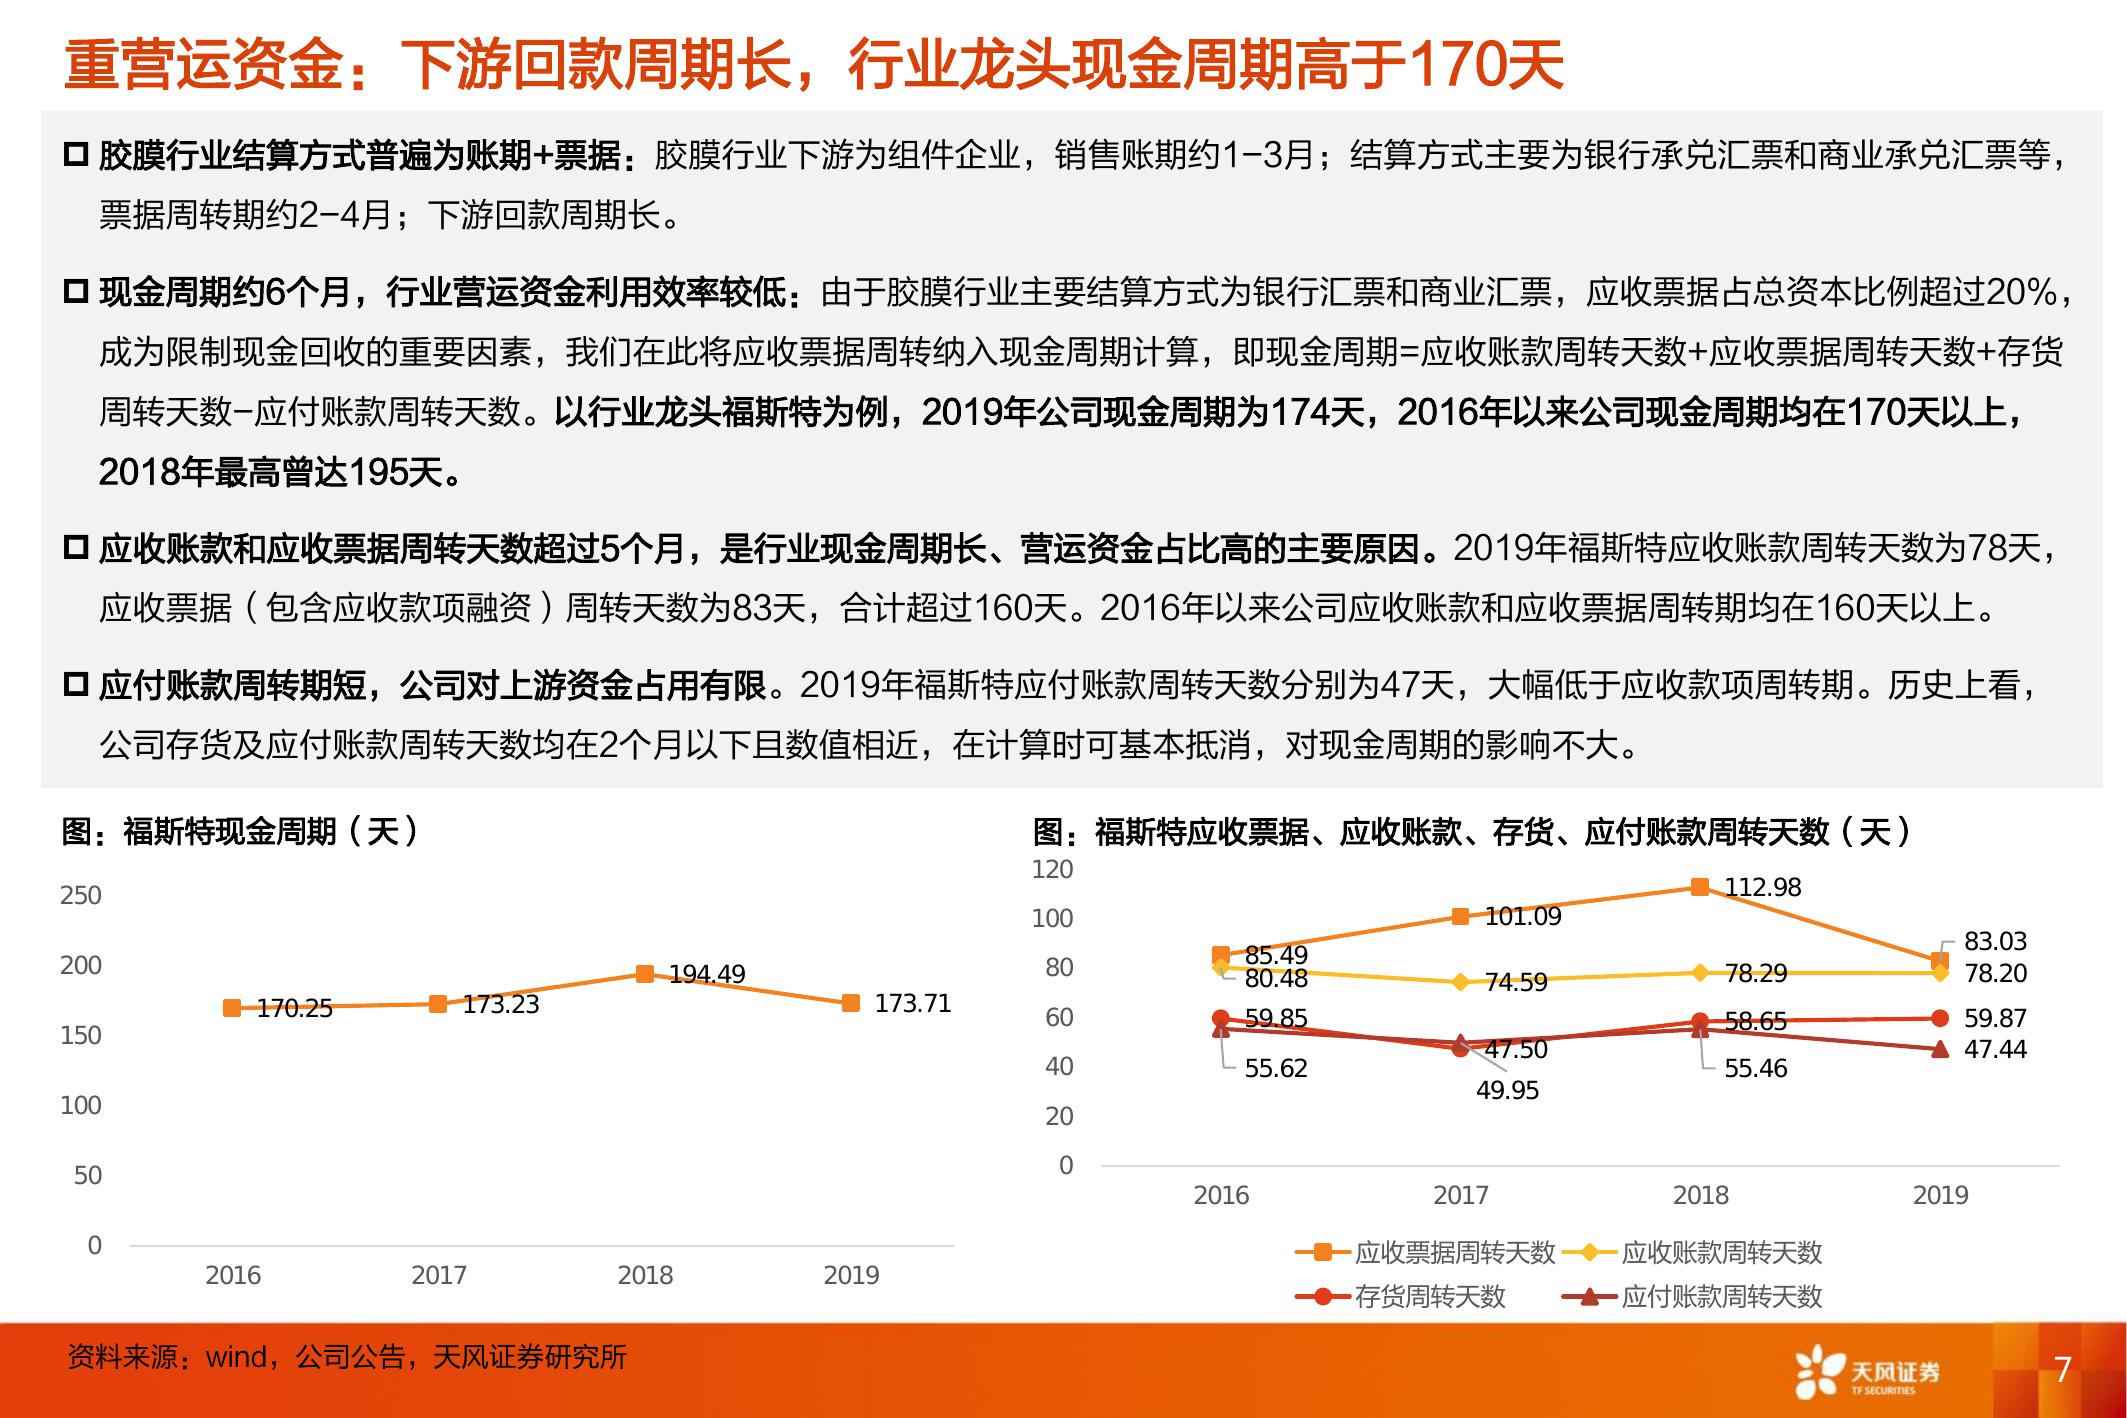 重营运资金：下游回款周期长，行业龙头现金周期高于170天
胶膜行业结算方式普遍为账期+票据：胶膜行业下游为组件企业，销售账期约1-3月；结算方式主要为银行承兑汇票和商业承兑汇票等，
票据周转期约2-4月；下游回款周期长。
现金周期约6个月，行业营运资金利用效率较低：由于胶膜行业主要结算方式为银行汇票和商业汇票，应收票据占总资本比例超过20%，
成为限制现金回收的重要因素，我们在此将应收票据周转纳入现金周期计算，即现金周期=应收账款周转天数+应收票据周转天数+存货
周转天数-应付账款周转天数。以行业龙头福斯特为例，2019年公司现金周期为174天，2016年以来公司现金周期均在170天以上，
2018年最高曾达195天。
应收账款和应收票据周转天数超过5个月，是行业现金周期长、营运资金占比高的主要原因。2019年福斯特应收账款周转天数为78天，
应收票据（包含应收款项融资）周转天数为83天，合计超过160天。2016年以来公司应收账款和应收票据周转期均在160天以上。
应付账款周转期短，公司对上游资金占用有限。2019年福斯特应付账款周转天数分别为47天，大幅低于应收款项周转期。历史上看，
公司存货及应付账款周转天数均在2个月以下且数值相近，在计算时可基本抵消，对现金周期的影响不大。
图：福斯特现金周期（天）
250
200
150
100
50
0
170.25
173.23
194.49
173.71
2016
2017
2018
2019
图：福斯特应收票据、应收账款、存货、应付账款周转天数（天）
120
100
80
60
40
20
0
85.49
101.09
112.98
83.03
80.48
74.59
78.29
78.20
59.85
47.50
58.65
59.87
55.62
49.95
55.46
47.44
2016
2017
2018
2019
应收票据周转天数
应收账款周转天数
存货周转天数
应付账款周转天数
资料来源：wind，公司公告，天风证券研究所
天风证券
TF SECURITIES
7